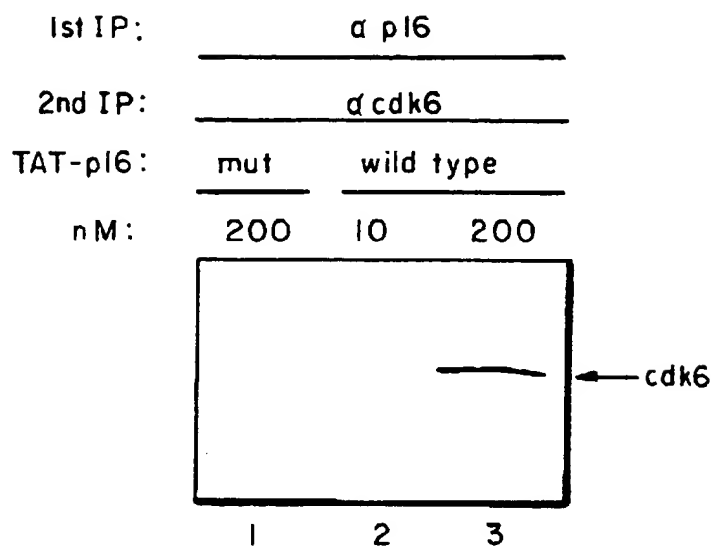 1st IP: α p16
2nd IP: α cdk6
TAT-p16: mut wild type
nM: 200 10 200
cdk6
1 2 3